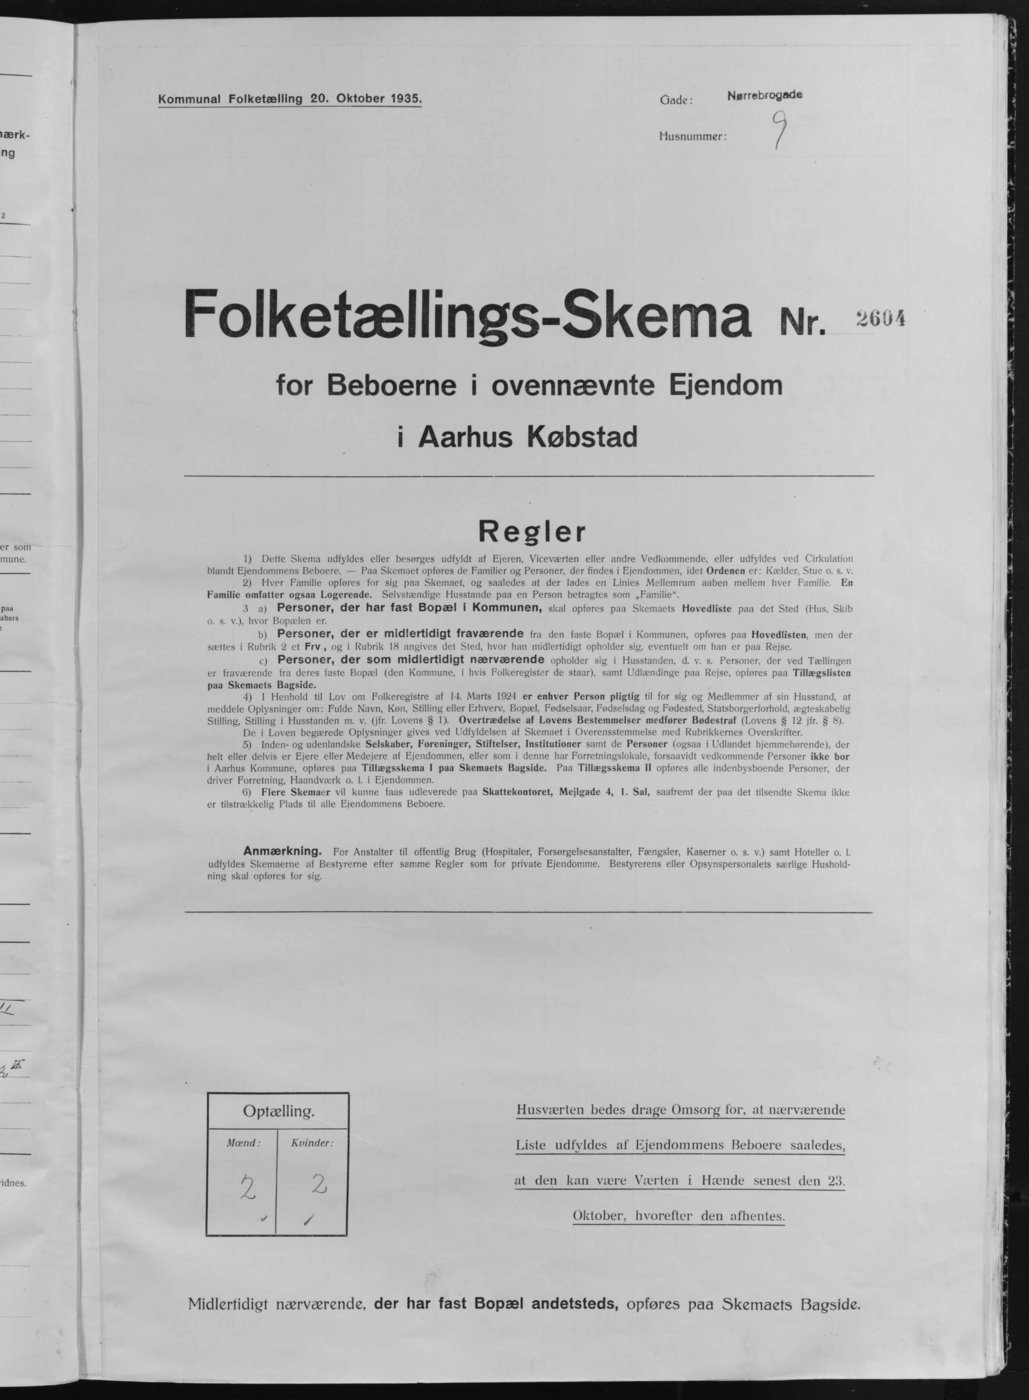 Kommunal Folketælling 20. Oktober 1935.
Gade: Nørrebrogade
Husnummer: 9
Folketællings-Skema Nr. 2604
for Beboerne i ovennævnte Ejendom
i Aarhus Købstad
Regler
1) Dette Skema udfyldes eller besørges udfyldt af Ejeren, Viceværten eller andre Vedkommende, eller udfyldes ved Cirkulation
blandt Ejendommens Beboere. — Paa Skemaet opføres de Familier og Personer, der findes i Ejendommen, idet Ordenen er: Kælder, Stue o. s. v.
2) Hver Familie opføres for sig paa Skemaet, og saaledes at der lades en Linies Mellemrum aaben mellem hver Familie. En
Familie omfatter ogsaa Logerende. Selvstændige Husstande paa en Person betragtes som „Familie“.
3 a) Personer, der har fast Bopæl i Kommunen, skal opføres paa Skemaets Hovedliste paa det Sted (Hus, Skib
o. s. v.), hvor Bopælen er.
b) Personer, der er midlertidigt fraværende fra den faste Bopæl i Kommunen, opføres paa Hovedlisten, men der
sættes i Rubrik 2 et Frv., og i Rubrik 18 angives det Sted, hvor han midlertidigt opholder sig, eventuelt om han er paa Rejse.
c) Personer, der som midlertidigt nærværende opholder sig i Husstanden, d. v. s. Personer, der ved Tællingen
er fraværende fra deres faste Bopæl (den Kommune, i hvis Folkeregister de staar), samt Udlændinge paa Rejse, opføres paa Tillægslisten
paa Skemaets Bagside.
4) I Henhold til Lov om Folkeregistre af 14. Marts 1924 er enhver Person pligtig til for sig og Medlemmer af sin Husstand, at
meddele Oplysninger om: Fulde Navn, Køn, Stilling eller Erhverv, Bopæl, Fødselsaar, Fødselsdag og Fødested, Statsborgerforhold, ægteskabelig
Stilling, Stilling i Husstanden m. v. (jfr. Lovens § 1). Overtrædelse af Lovens Bestemmelser medfører Bødestraf (Lovens § 12 jfr. § 8).
De i Loven begærede Oplysninger gives ved Udfyldelsen af Skemaet i Overensstemmelse med Rubrikkernes Overskrifter.
5) Inden- og udenlandske Selskaber, Foreninger, Stiftelser, Institutioner samt de Personer (ogsaa i Udlandet hjemmehørende), der
helt eller delvis er Ejere eller Medejere af Ejendommen, eller som i denne har Forretningslokale, forsaavidt vedkommende Personer ikke bor
i Aarhus Kommune, opføres paa Tillægsskema I paa Skemaets Bagside. Paa Tillægsskema II opføres alle indenbysboende Personer, der
driver Forretning, Haandværk o. l. i Ejendommen.
6) Flere Skemaer vil kunne faas udleverede paa Skattekontoret, Mejlgade 4, 1. Sal, saafremt der paa det tilsendte Skema ikke
er tilstrækkelig Plads til alle Ejendommens Beboere.
Anmærkning. For Anstalter til offentlig Brug (Hospitaler, Forsørgelsesanstalter, Fængsler, Kaserner o. s. v.) samt Hoteller o. l.
udfyldes Skemaerne af Bestyrerne efter samme Regler som for private Ejendomme. Bestyrerens eller Opsynspersonalets særlige Hushold-
ning skal opføres for sig.
Optælling.
Mænd: Kvinder:
2 2
Husværten bedes drage Omsorg for, at nærværende
Liste udfyldes af Ejendommens Beboere saaledes,
at den kan være Værten i Hænde senest den 23.
Oktober, hvorefter den afhentes.
Midlertidigt nærværende, der har fast Bopæl andetsteds, opføres paa Skemaets Bagside.